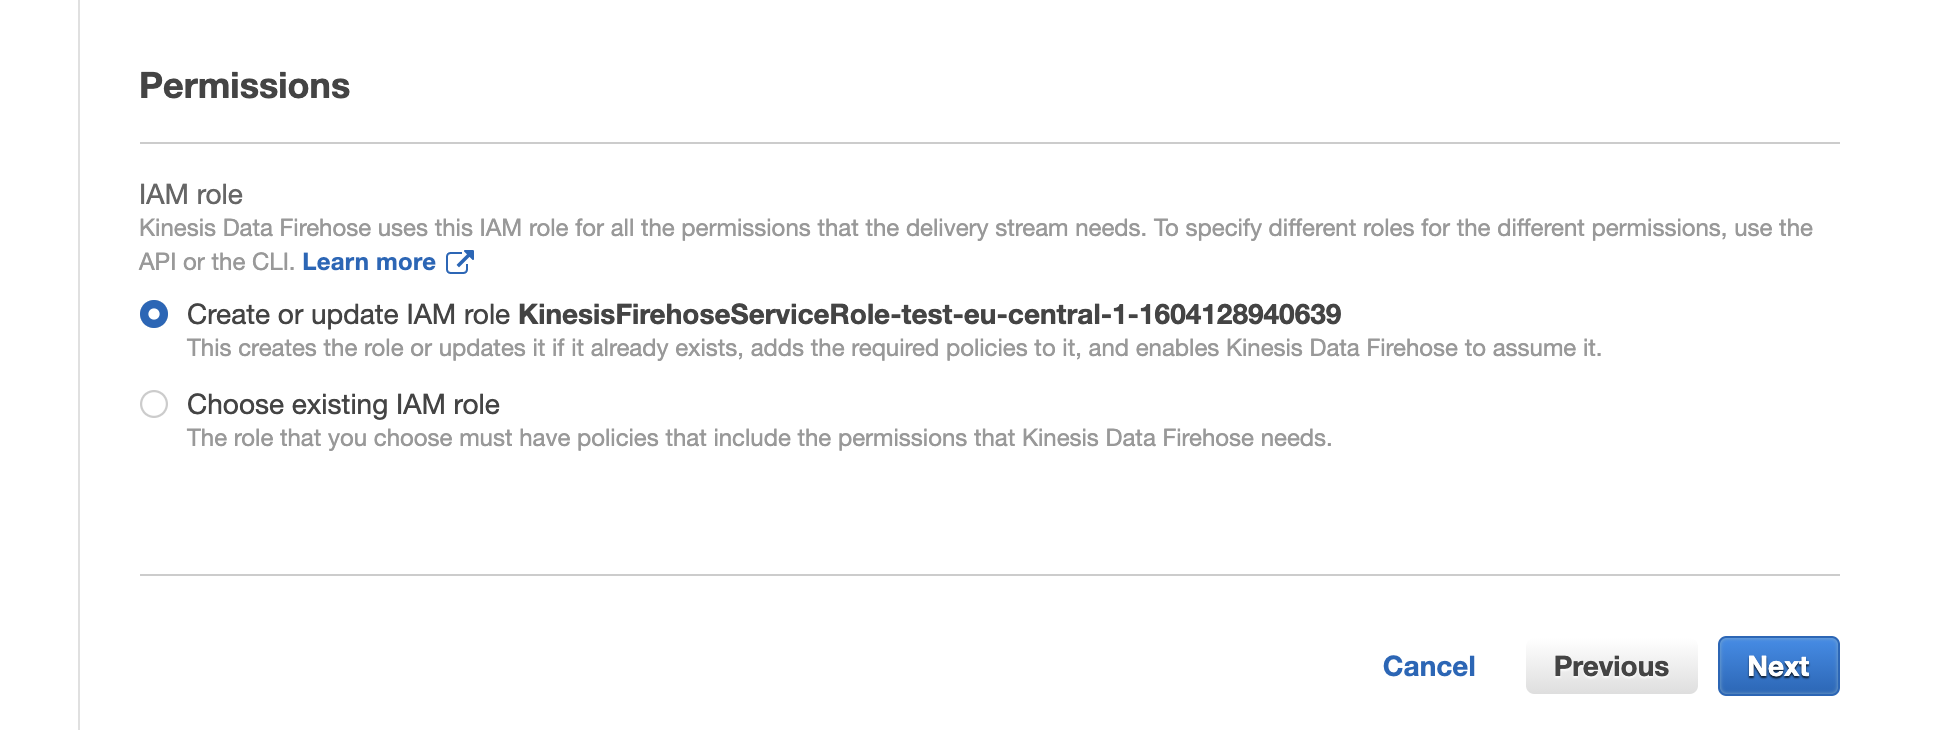 Permissions
IAM role
Kinesis Data Firehose uses this IAM role for all the permissions that the delivery stream needs. To specify different roles for the different permissions, use the
API or the CLI. Learn more
Create or update IAM role KinesisFirehoseServiceRole-test-eu-central-1-1604128940639
This creates the role or updates it if it already exists, adds the required policies to it, and enables Kinesis Data Firehose to assume it.
Choose existing IAM role
The role that you choose must have policies that include the permissions that Kinesis Data Firehose needs.
Cancel Previous Next